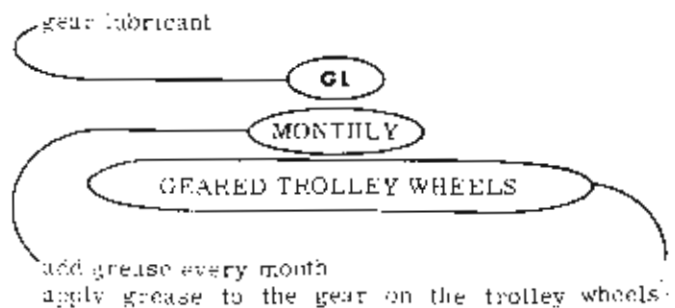 gear lubricant
GL
MONTHLY
GEARED TROLLEY WHEELS
add grease every month
apply grease to the gear on the trolley wheels